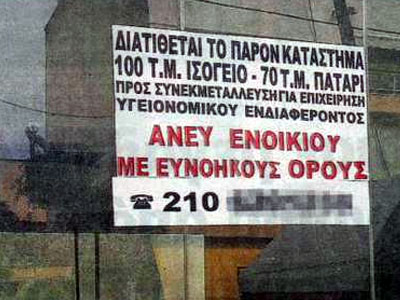 ΔΙΑΤΙΘΕΤΑΙ ΤΟ ΠΑΡΟΝ ΚΑΤΑΣΤΗΜΑ
100 Τ.Μ. ΙΣΟΓΕΙΟ - 70 Τ.Μ. ΠΑΤΑΡΙ
ΠΡΟΣ ΣΥΝΕΚΜΕΤΑΛΛΕΥΣΗ ΓΙΑ ΕΠΙΧΕΙΡΗΣΗ
ΥΓΕΙΟΝΟΜΙΚΟΥ ΕΝΔΙΑΦΕΡΟΝΤΟΣ
ΑΝΕΥ ΕΝΟΙΚΙΟΥ
ΜΕ ΕΥΝΟΗΚΟΥΣ ΟΡΟΥΣ
☎ 210